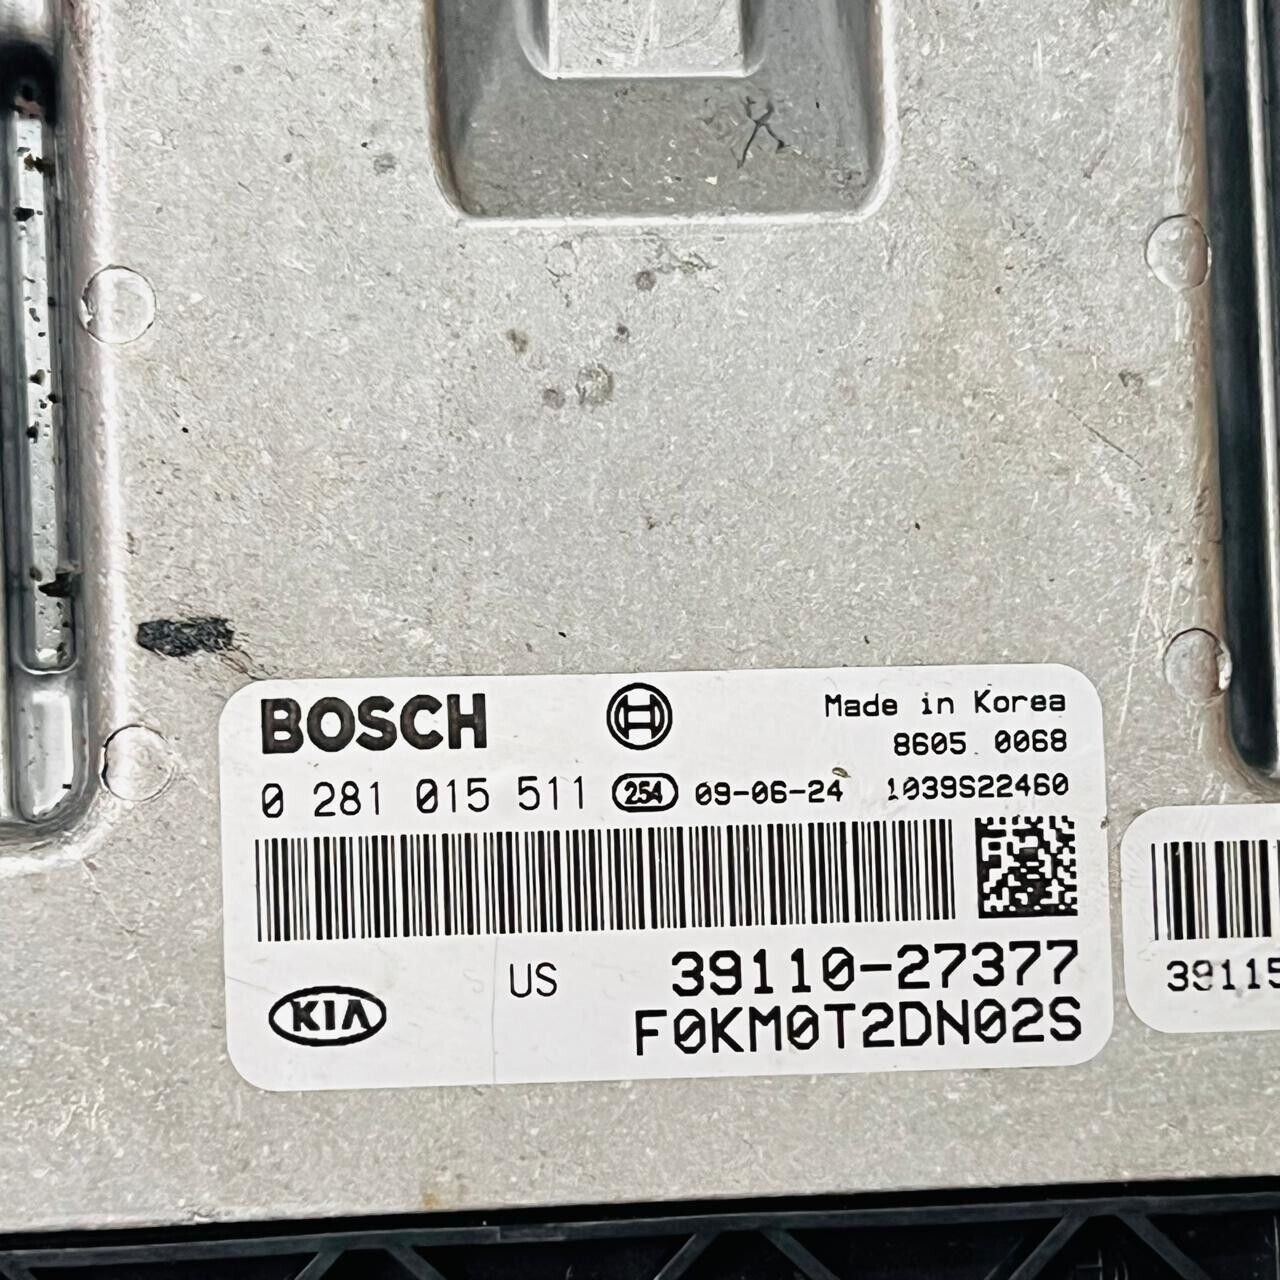 BOSCH
Made in Korea
8605.0068
0 281 015 511 254 09-06-24 1039S22460
US 39110-27377
KIA
F0KM0T2DN02S
39115